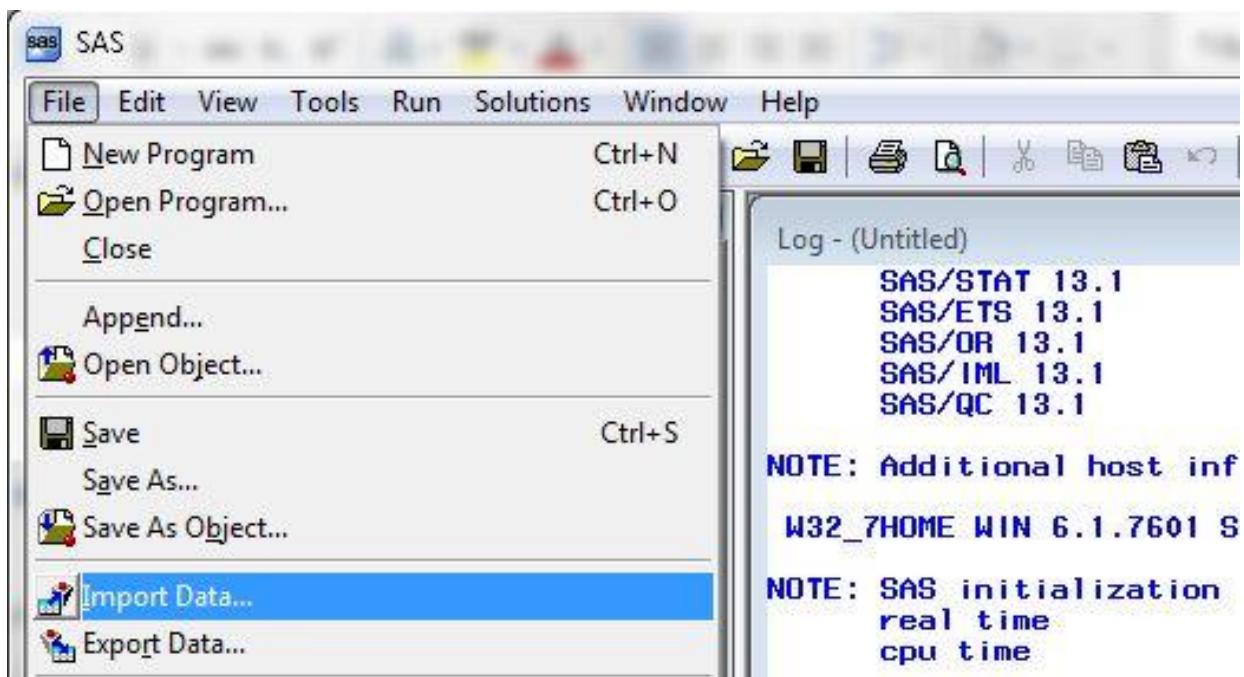 sas SAS
File Edit View Tools Run Solutions Window Help
New Program Ctrl+N
Open Program... Ctrl+O
Close
Append...
Open Object...
Save Ctrl+S
Save As...
Save As Object...
Import Data...
Export Data...
Log - (Untitled)
SAS/STAT 13.1
SAS/ETS 13.1
SAS/OR 13.1
SAS/IML 13.1
SAS/QC 13.1
NOTE: Additional host inf
W32_7HOME WIN 6.1.7601 S
NOTE: SAS initialization
real time
cpu time